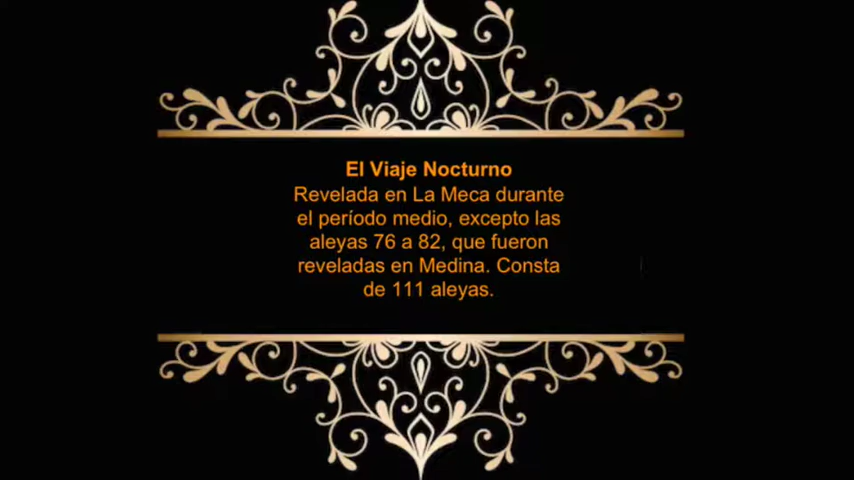 El Viaje Nocturno
Revelada en La Meca durante
el período medio, excepto las
aleyas 76 a 82, que fueron
reveladas en Medina. Consta
de 111 aleyas.